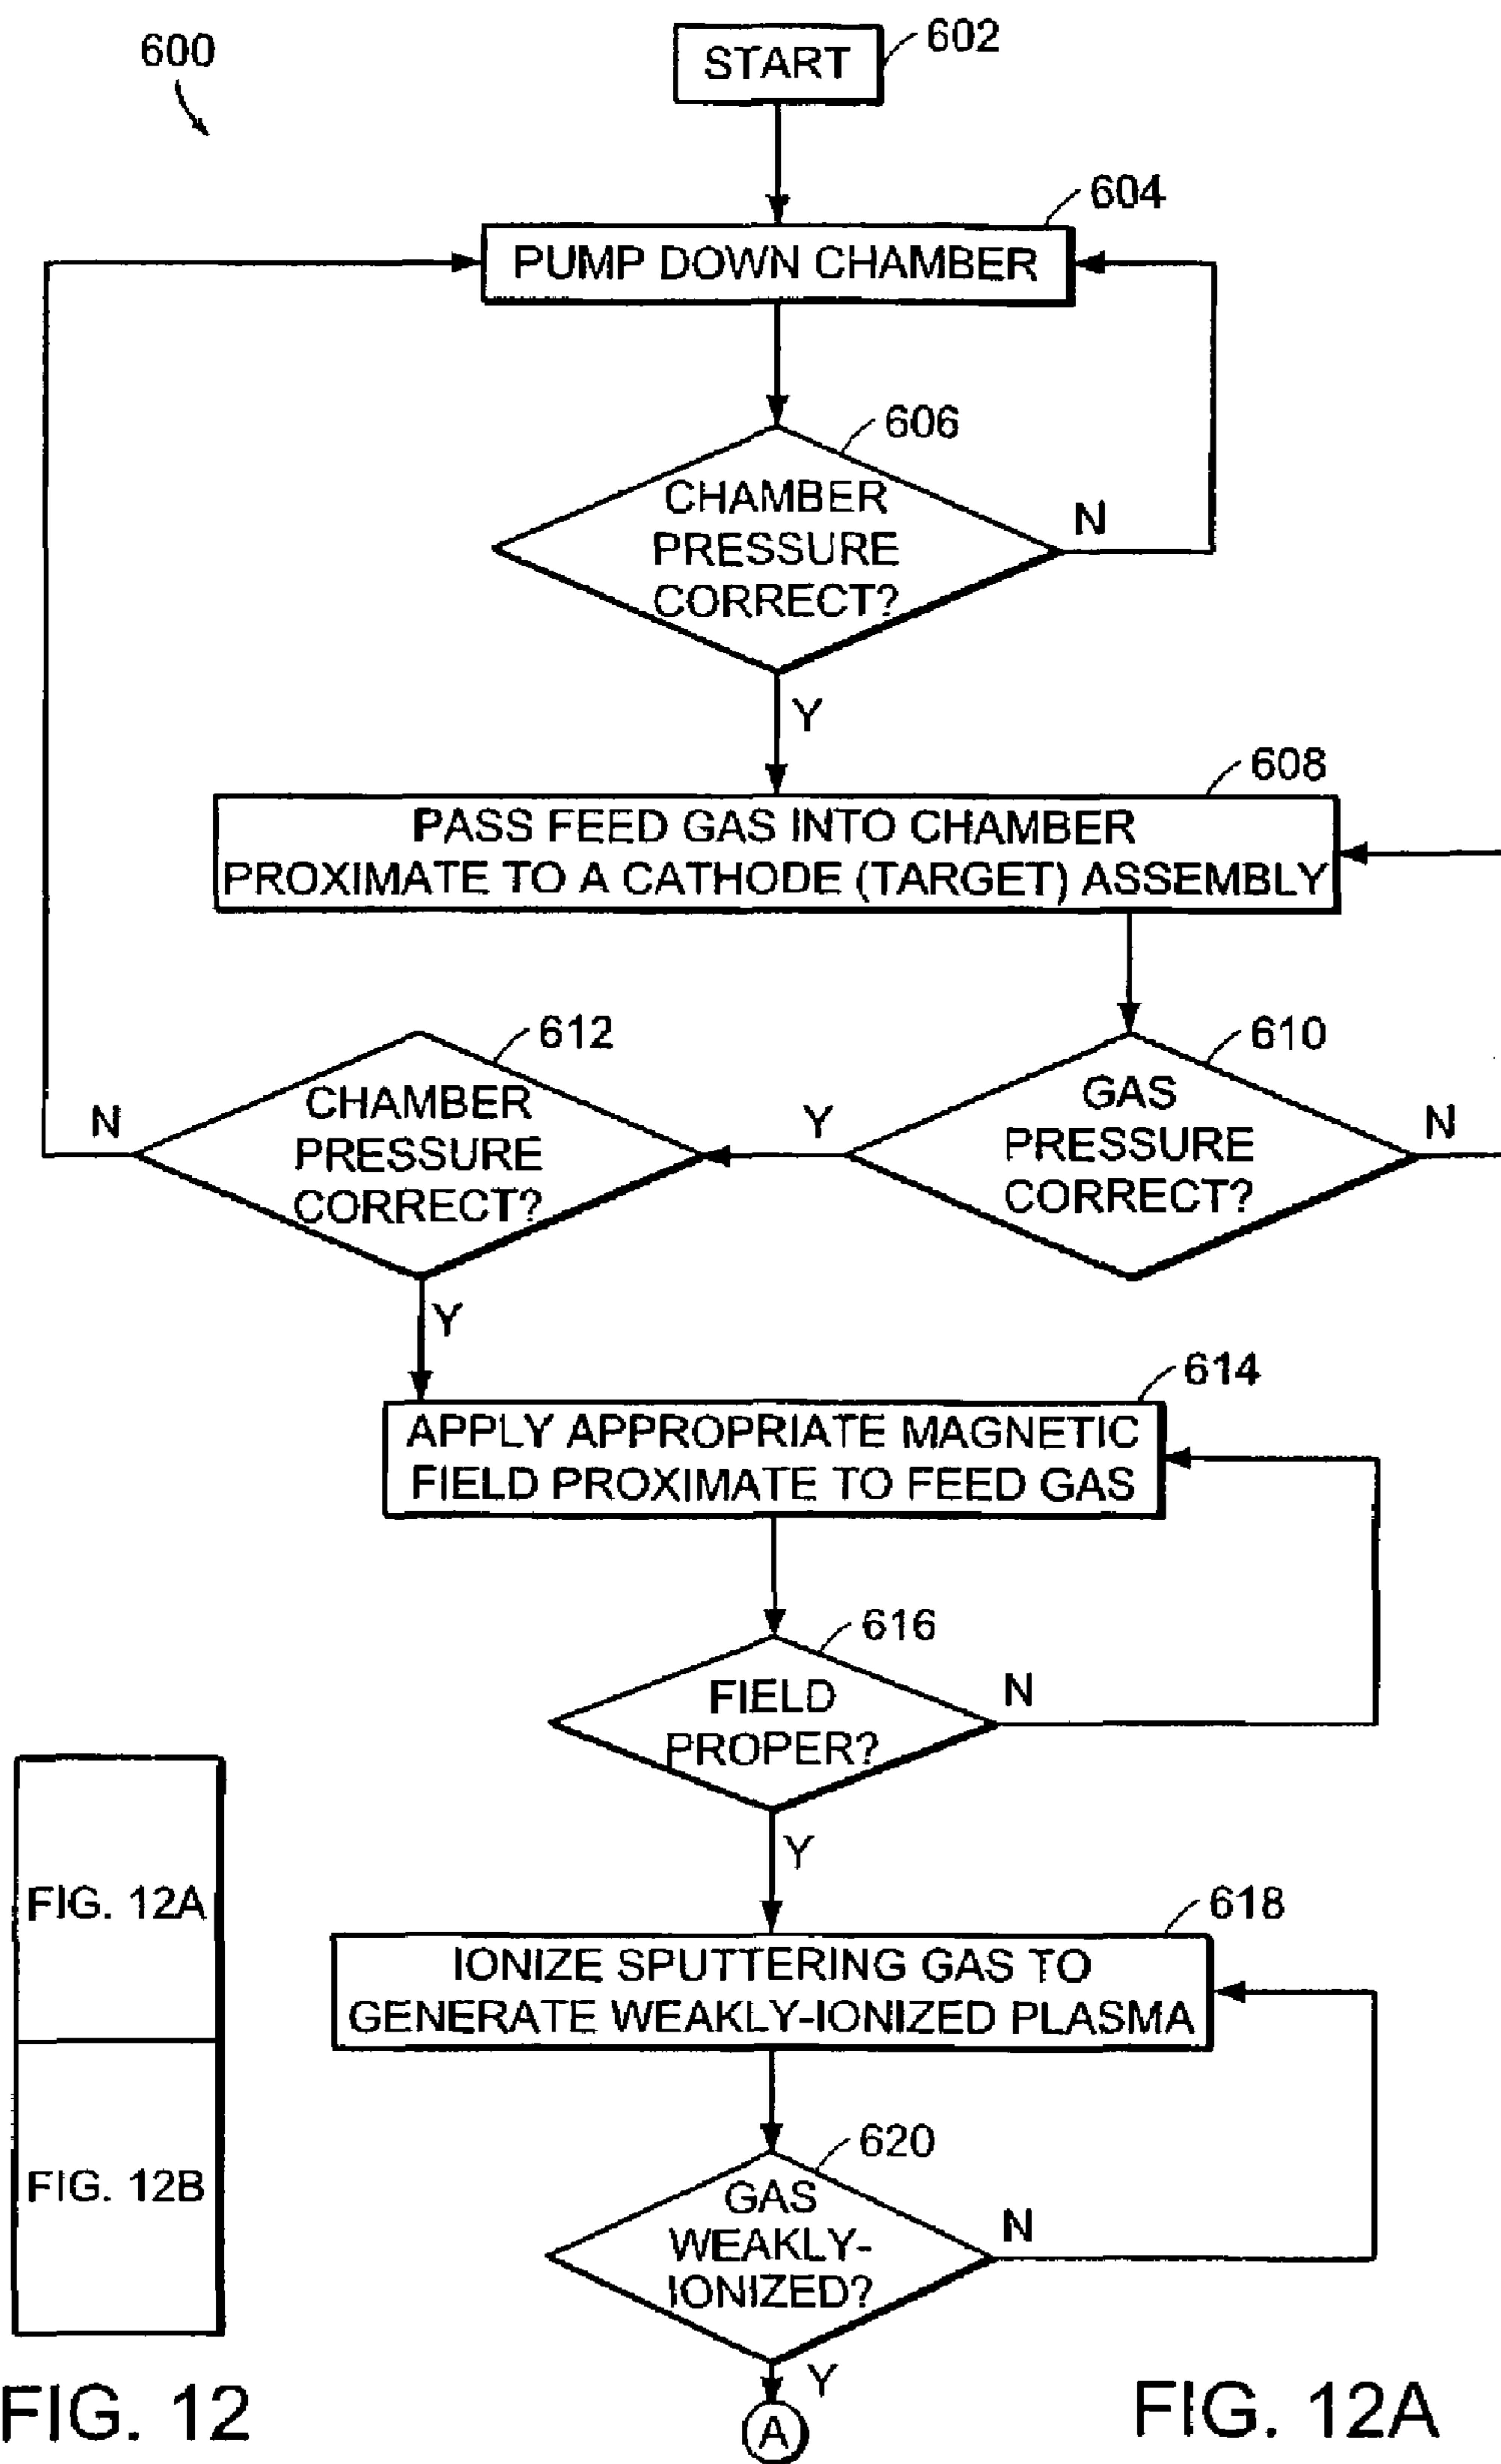 600
START
602
604
PUMP DOWN CHAMBER
606
CHAMBER
PRESSURE
CORRECT?
N
Y
608
PASS FEED GAS INTO CHAMBER
PROXIMATE TO A CATHODE (TARGET) ASSEMBLY
612
CHAMBER
PRESSURE
CORRECT?
N
Y
610
GAS
PRESSURE
CORRECT?
N
Y
614
APPLY APPROPRIATE MAGNETIC
FIELD PROXIMATE TO FEED GAS
616
FIELD
PROPER?
N
Y
618
IONIZE SPUTTERING GAS TO
GENERATE WEAKLY-IONIZED PLASMA
620
GAS
WEAKLY-
IONIZED?
N
Y
A
FIG. 12A
FIG. 12B
FIG. 12
FIG. 12A